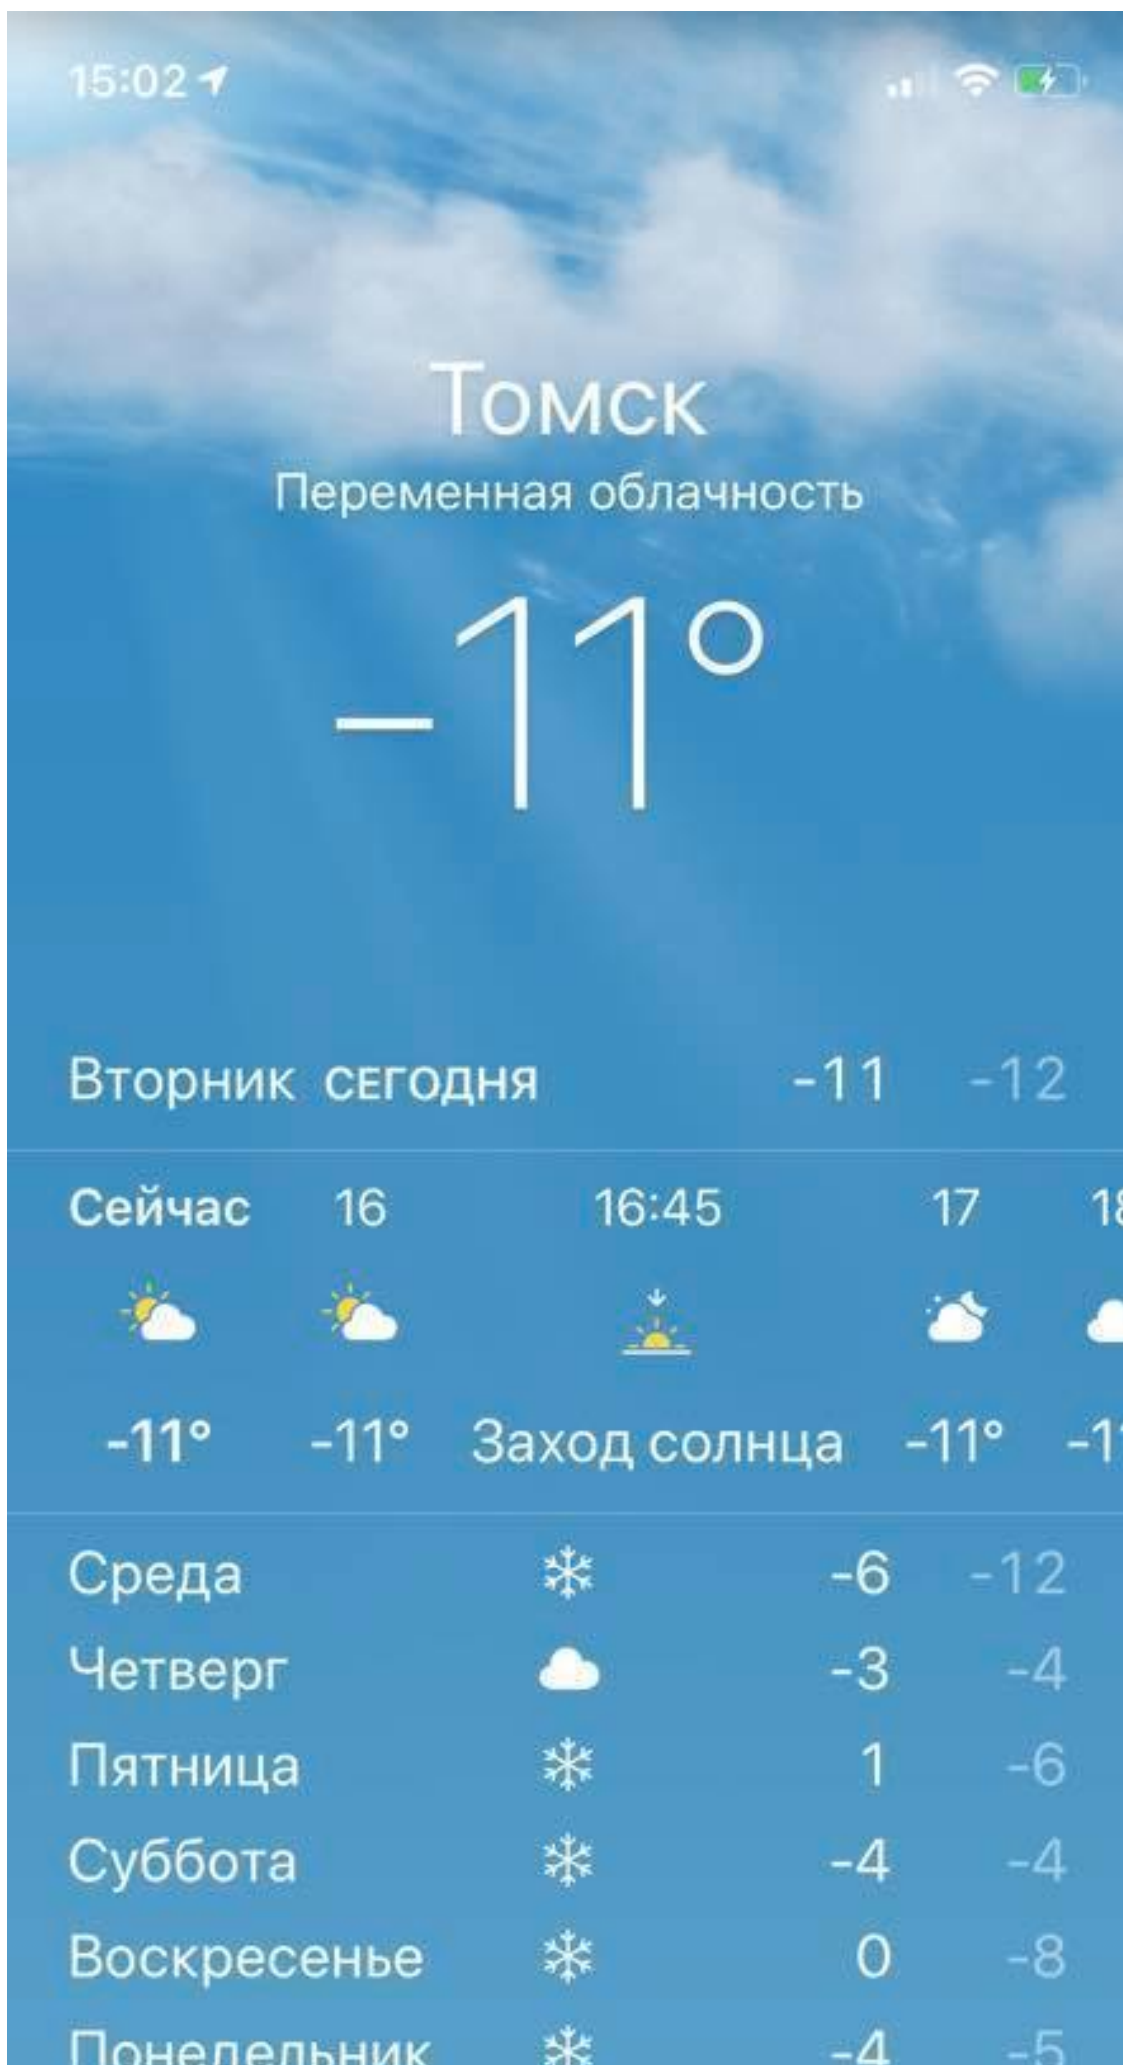 15:02
Томск
Переменная облачность
-11°
Вторник СЕГОДНЯ -11 -12
Сейчас 16 16:45 17
-11° -11° Заход солнца -11°
Среда -6 -12
Четверг -3 -4
Пятница 1 -6
Суббота -4 -4
Воскресенье 0 -8
Понедельник -4 -5